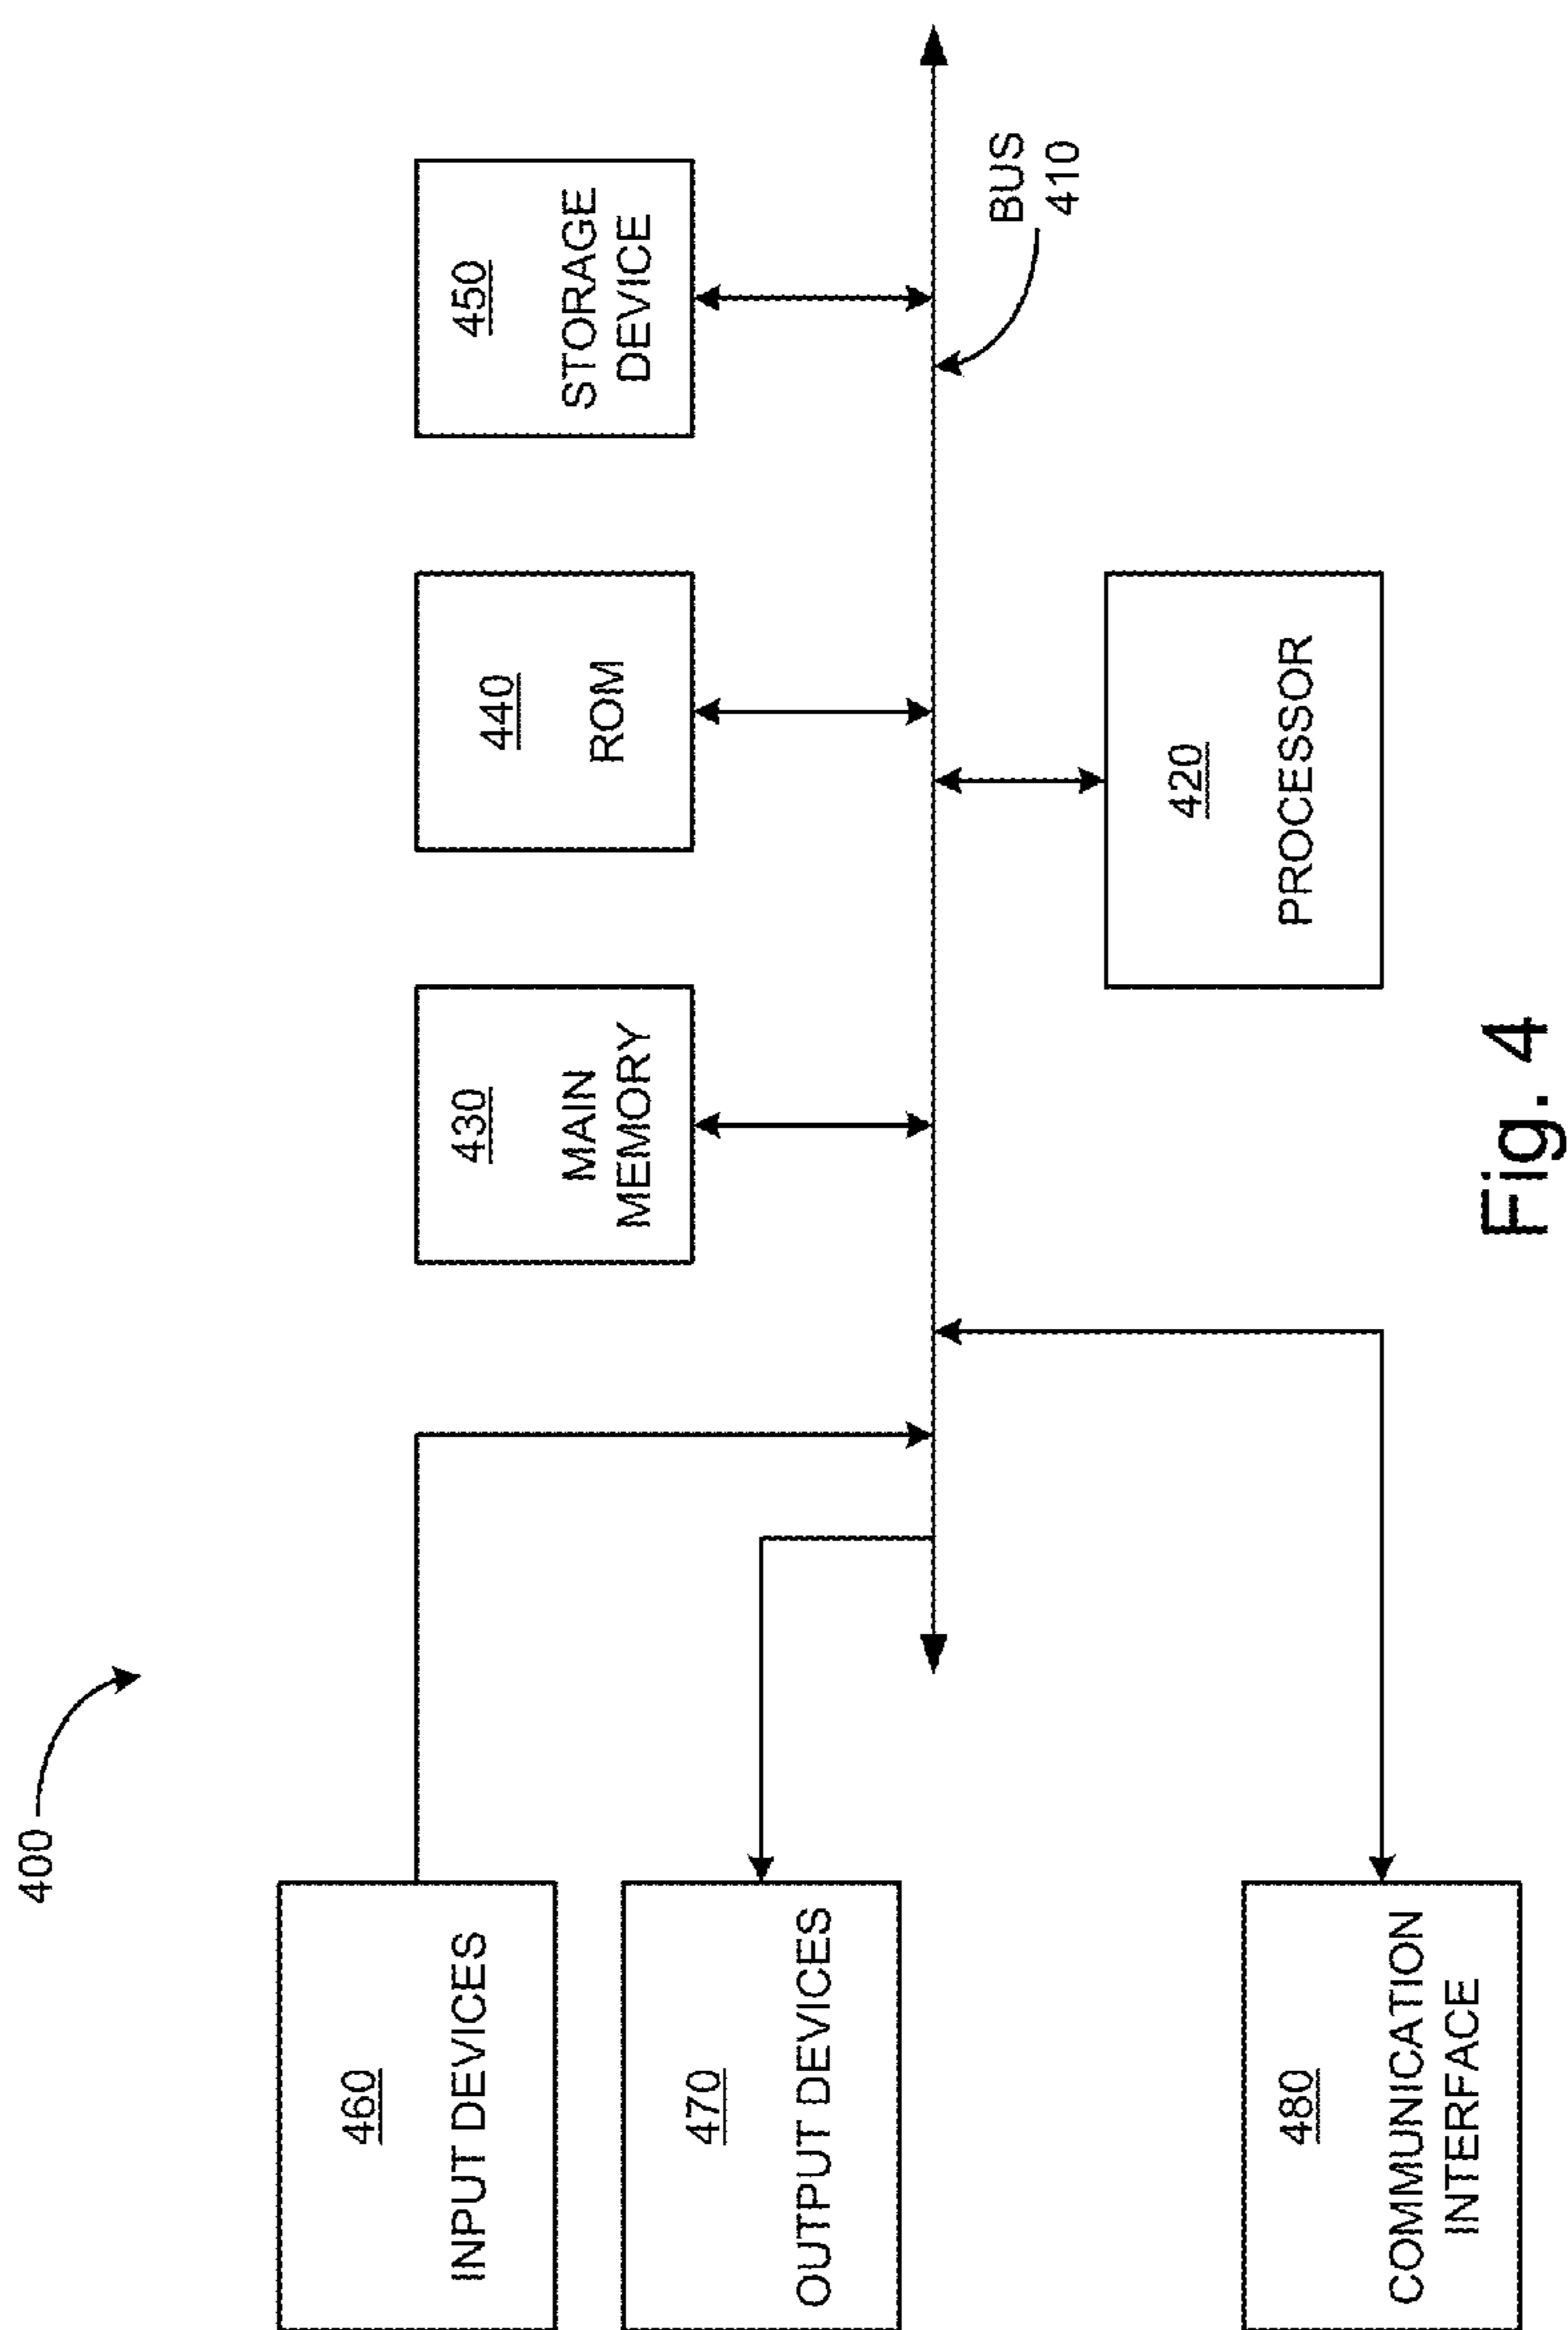 400
460
INPUT DEVICES
470
OUTPUT DEVICES
480
COMMUNICATION
INTERFACE
430
MAIN
MEMORY
440
ROM
450
STORAGE
DEVICE
BUS
410
420
PROCESSOR
Fig. 4